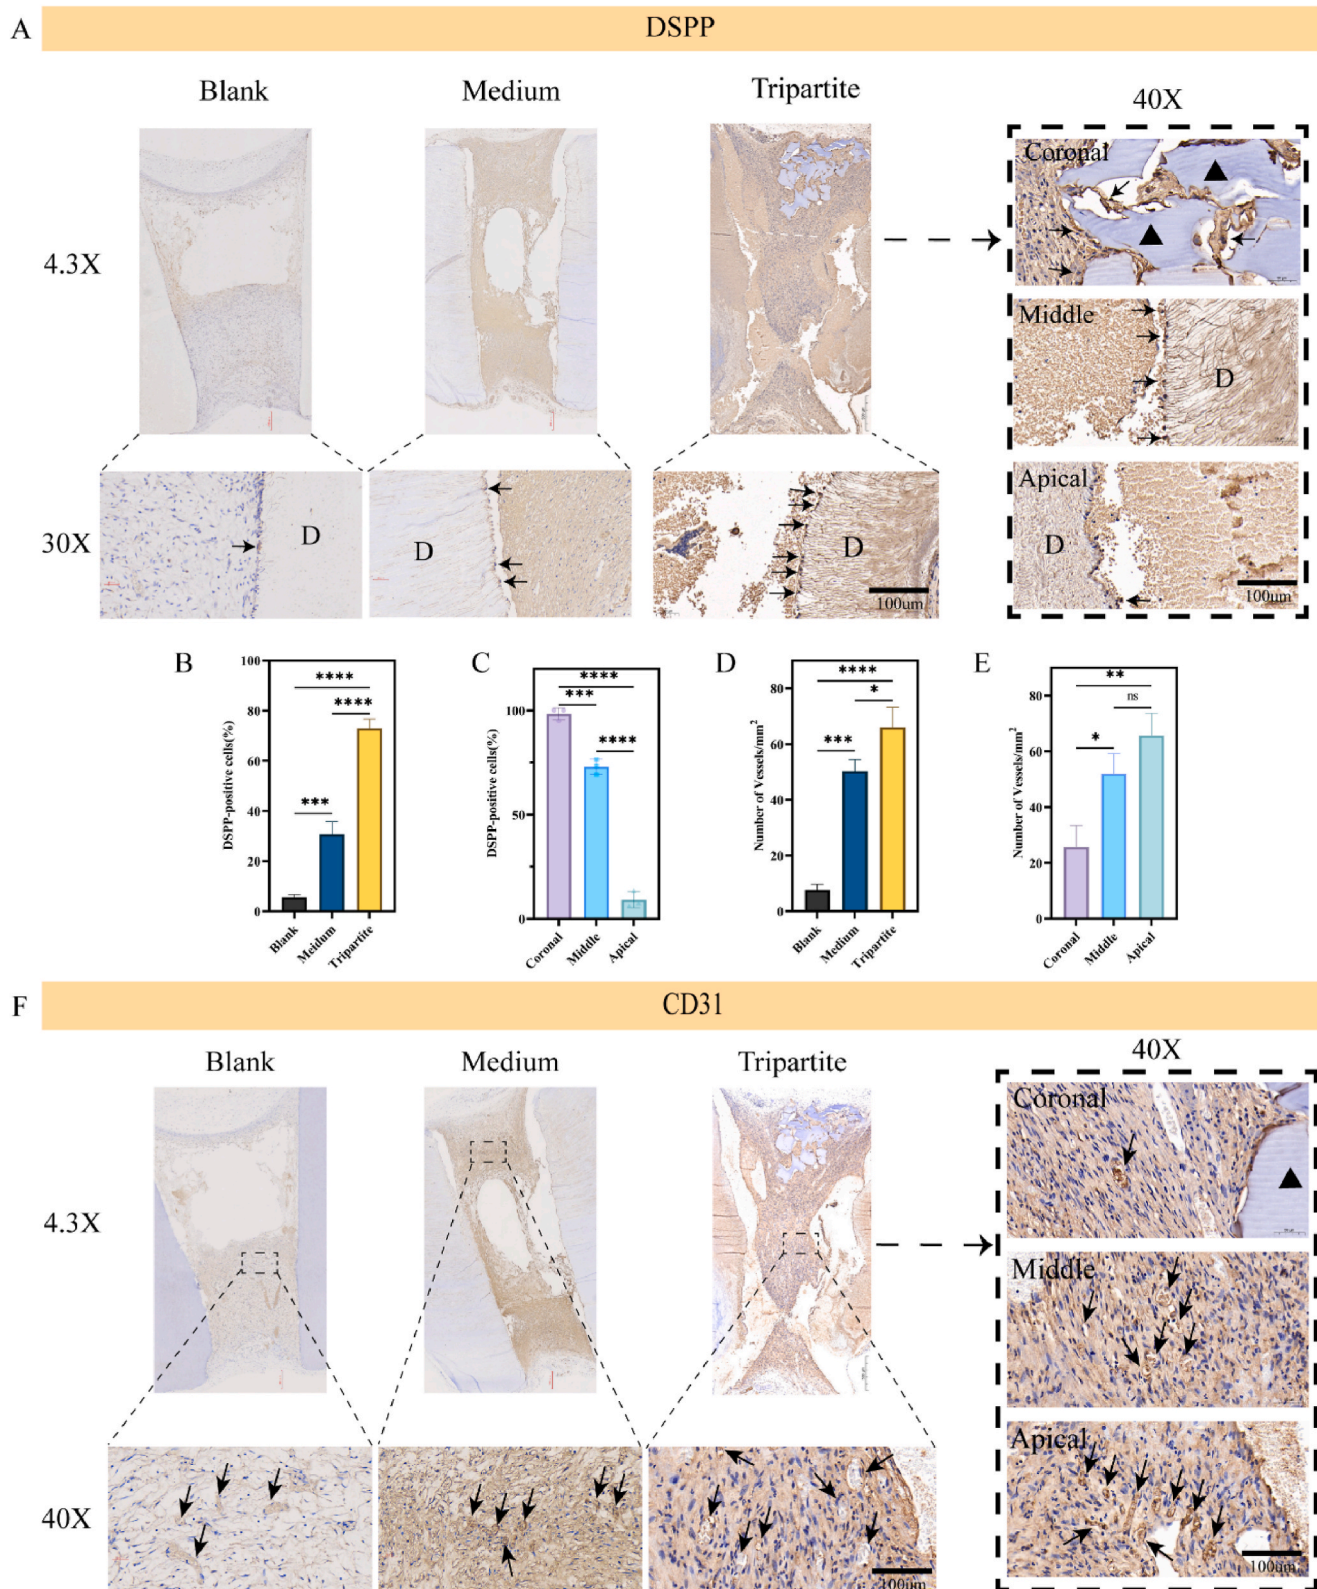 A
DSPP
Blank
Medium
Tripartite
40X
4.3X
Coronal
Middle
D
Apical
D
30X
D
D
D
100um
100um
B
DSPP-positive cells(%)
100
80
60
40
20
0
****
****
***
Blank
Meidum
Tripartite
C
DSPP-positive cells(%)
100
50
0
****
***
****
Coronal
Middle
Apical
D
Number of Vessels/mm²
80
60
40
20
0
****
*
***
Blank
Medium
Tripartite
E
Number of Vessels/mm²
80
60
40
20
0
**
ns
*
Coronal
Middle
Apical
F
CD31
Blank
Medium
Tripartite
40X
4.3X
Coronal
Middle
Apical
40X
100um
100um